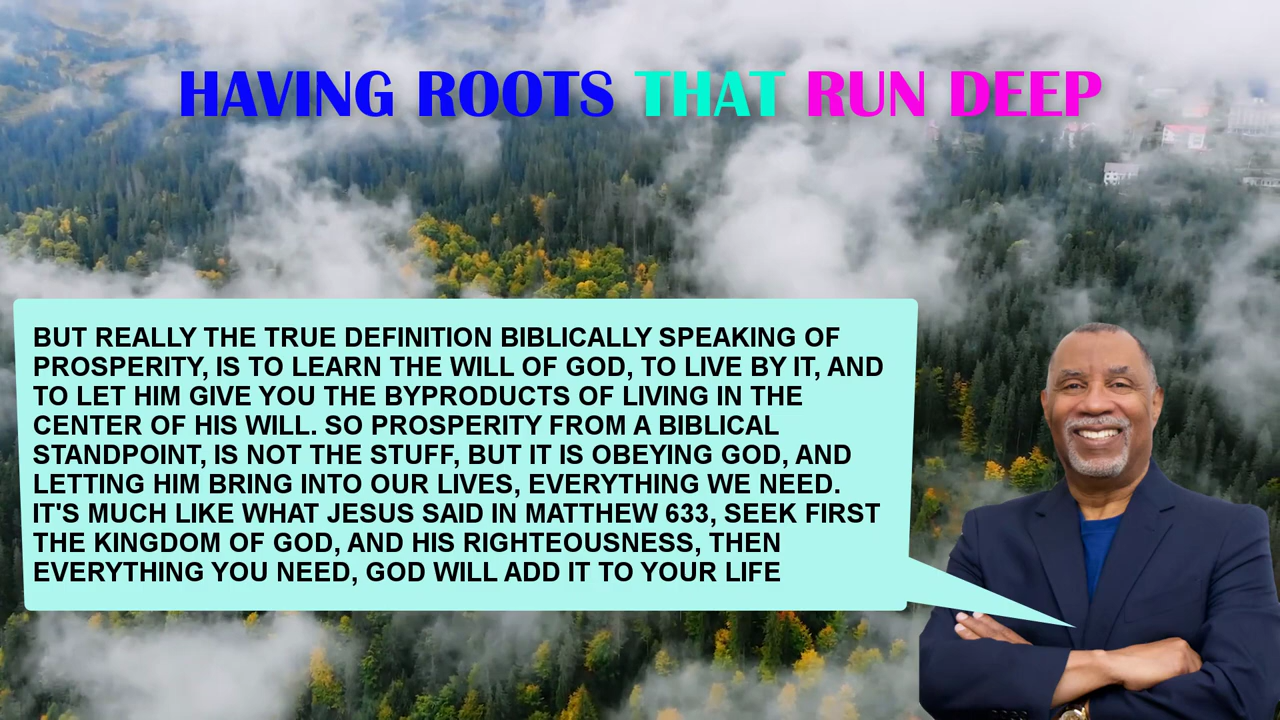 HAVING ROOTS THAT RUN DEEP
BUT REALLY THE TRUE DEFINITION BIBLICALLY SPEAKING OF
PROSPERITY, IS TO LEARN THE WILL OF GOD, TO LIVE BY IT, AND
TO LET HIM GIVE YOU THE BYPRODUCTS OF LIVING IN THE
CENTER OF HIS WILL. SO PROSPERITY FROM A BIBLICAL
STANDPOINT, IS NOT THE STUFF, BUT IT IS OBEYING GOD, AND
LETTING HIM BRING INTO OUR LIVES, EVERYTHING WE NEED.
IT'S MUCH LIKE WHAT JESUS SAID IN MATTHEW 633, SEEK FIRST
THE KINGDOM OF GOD, AND HIS RIGHTEOUSNESS, THEN
EVERYTHING YOU NEED, GOD WILL ADD IT TO YOUR LIFE